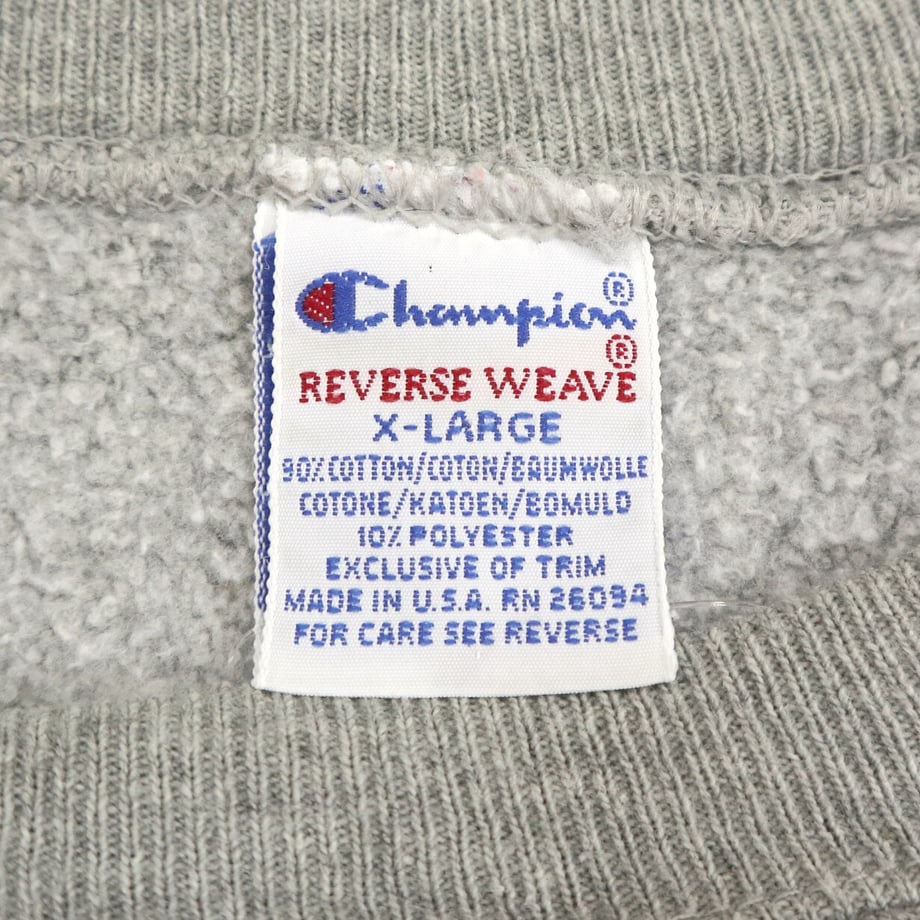 Champion®
®
REVERSE WEAVE
X-LARGE
90% COTTON/COTON/BAUMWOLLE
COTONE/KATOEN/BOMULD
10% POLYESTER
EXCLUSIVE OF TRIM
MADE IN U.S.A. RN 26094
FOR CARE SEE REVERSE